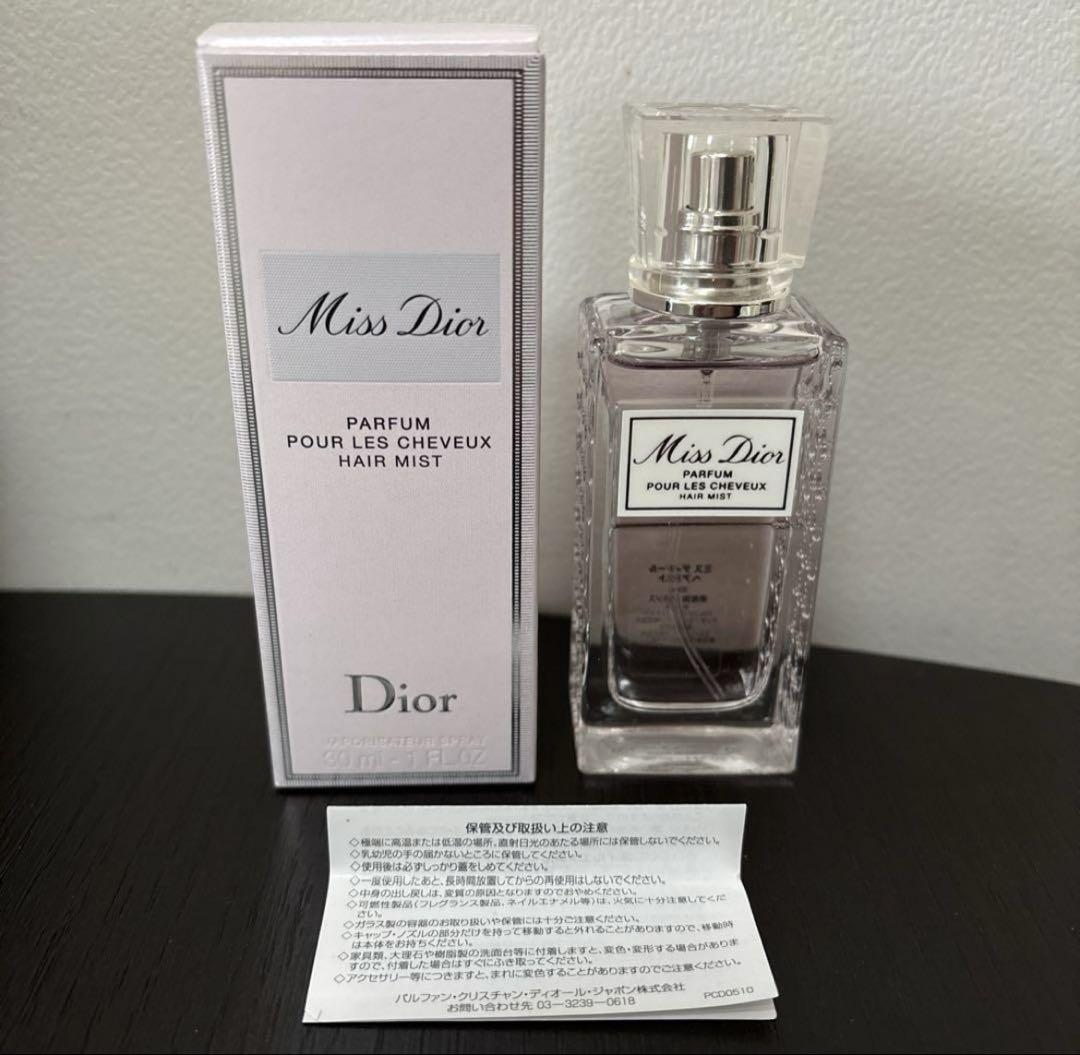 Miss Dior
PARFUM
POUR LES CHEVEUX
HAIR MIST
Dior
VAPORISATEUR SPRAY
30 ml - 1 FL.OZ
Miss Dior
PARFUM
POUR LES CHEVEUX
HAIR MIST
ミス ディオール
保管及び取扱い上の注意
◇極端に高温または低温の場所,直射日光のあたる場所には保管しないでください。
◇乳幼児の手の届かないところに保管してください。
◇使用後は必ずしっかり蓋をしめてください。
◇一度使用したあと、長時間放置してからの再使用はしないでください。
◇中身の出し戻しは、変質の原因となりますのでおやめください。
◇可燃性製品(フレグランス製品、ネイルエナメル等)は、火気に十分注意してくだ
さい。
◇ガラス製の容器のお取り扱いや保管には十分ご注意ください。
◇キャップ・ノズルの部分だけを持って移動すると外れることがありますので、移動時
は本体をお持ちください。
◇家具類、大理石や樹脂製の洗面台等に付着しますと、変色・変形する場合がありま
すので、付着した場合はすぐにふき取ってください。
◇アクセサリー等につきますと、まれに変色することがありますのでご注意ください。
パルファン・クリスチャン・ディオール・ジャポン株式会社
お問い合わせ先 03-3239-0618
PCD0510